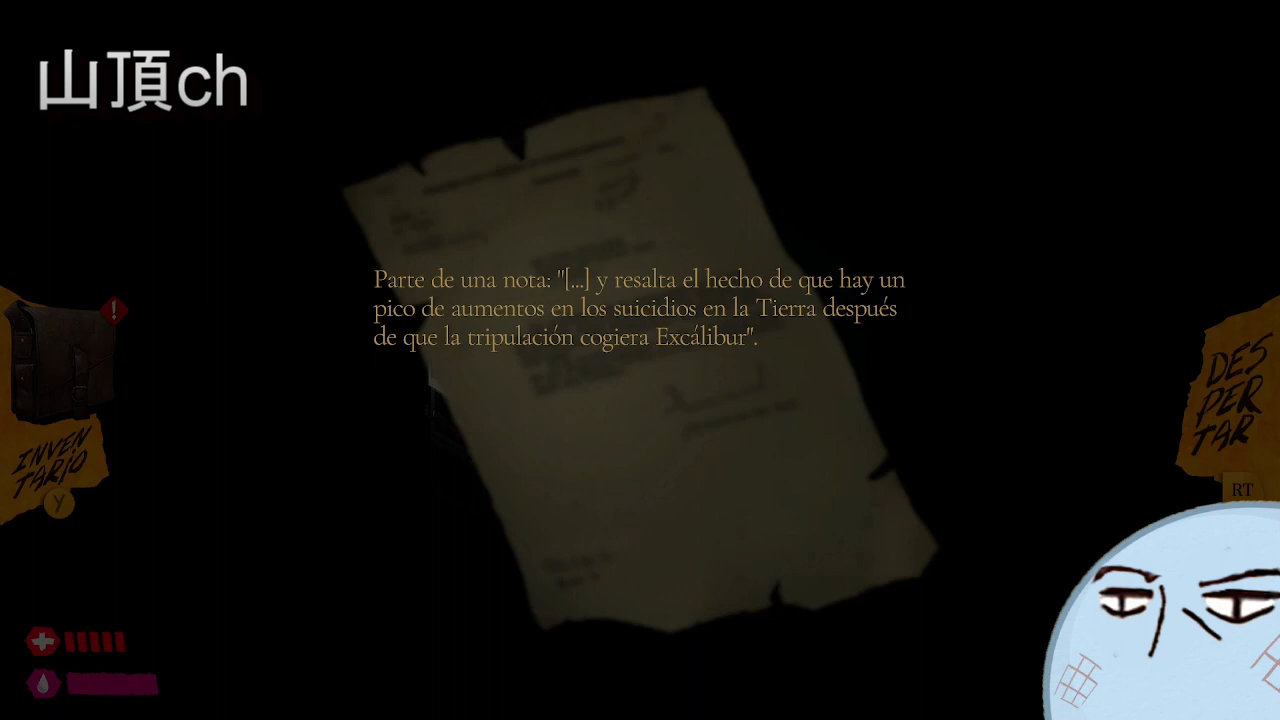 山頂ch
Parte de una nota: "[...] y resalta el hecho de que hay un
pico de aumentos en los suicidios en la Tierra después
de que la tripulación cogiera Excálibur".
INVEN
TARIO
Y
DES
PER
TAR
RT